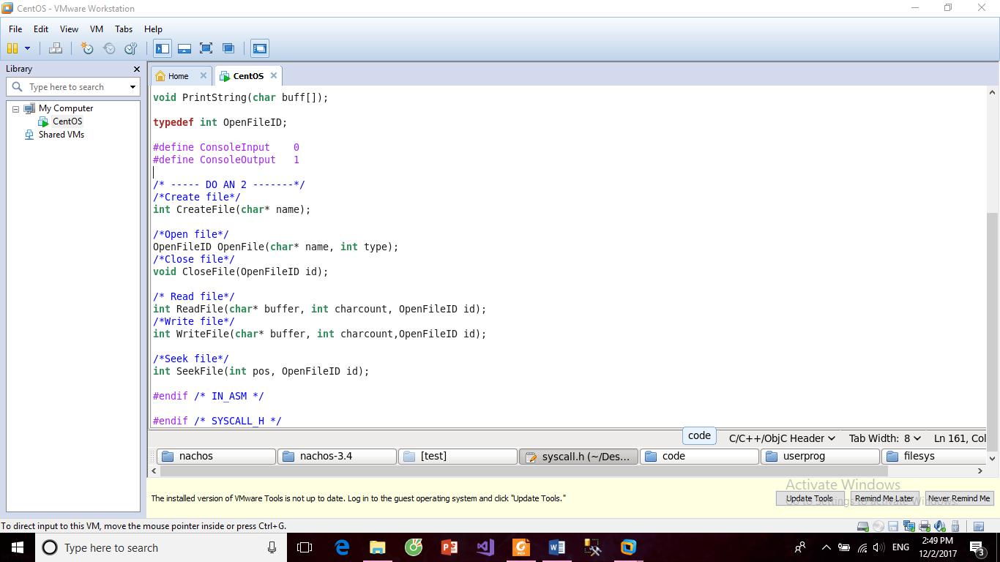 CentOS - VMware Workstation
File Edit View VM Tabs Help
Library
Type here to search
My Computer
CentOS
Shared VMs
Home
CentOS
void PrintString(char buff[]);
typedef int OpenFileID;
#define ConsoleInput    0
#define ConsoleOutput   1
/* ----- DO AN 2 -------*/
/*Create file*/
int CreateFile(char* name);
/*Open file*/
OpenFileID OpenFile(char* name, int type);
/*Close file*/
void CloseFile(OpenFileID id);
/* Read file*/
int ReadFile(char* buffer, int charcount, OpenFileID id);
/*Write file*/
int WriteFile(char* buffer, int charcount,OpenFileID id);
/*Seek file*/
int SeekFile(int pos, OpenFileID id);
#endif /* IN_ASM */
#endif /* SYSCALL_H */
code
C/C++/ObjC Header Tab Width: 8 Ln 161, Col
nachos nachos-3.4 [test] syscall.h (~/Des... code userprog filesys
Activate Windows
Go to Settings to activate Windows.
The installed version of VMware Tools is not up to date. Log in to the guest operating system and click "Update Tools."
Update Tools Remind Me Later Never Remind Me
To direct input to this VM, move the mouse pointer inside or press Ctrl+G.
Type here to search
ENG
2:49 PM
12/2/2017
3